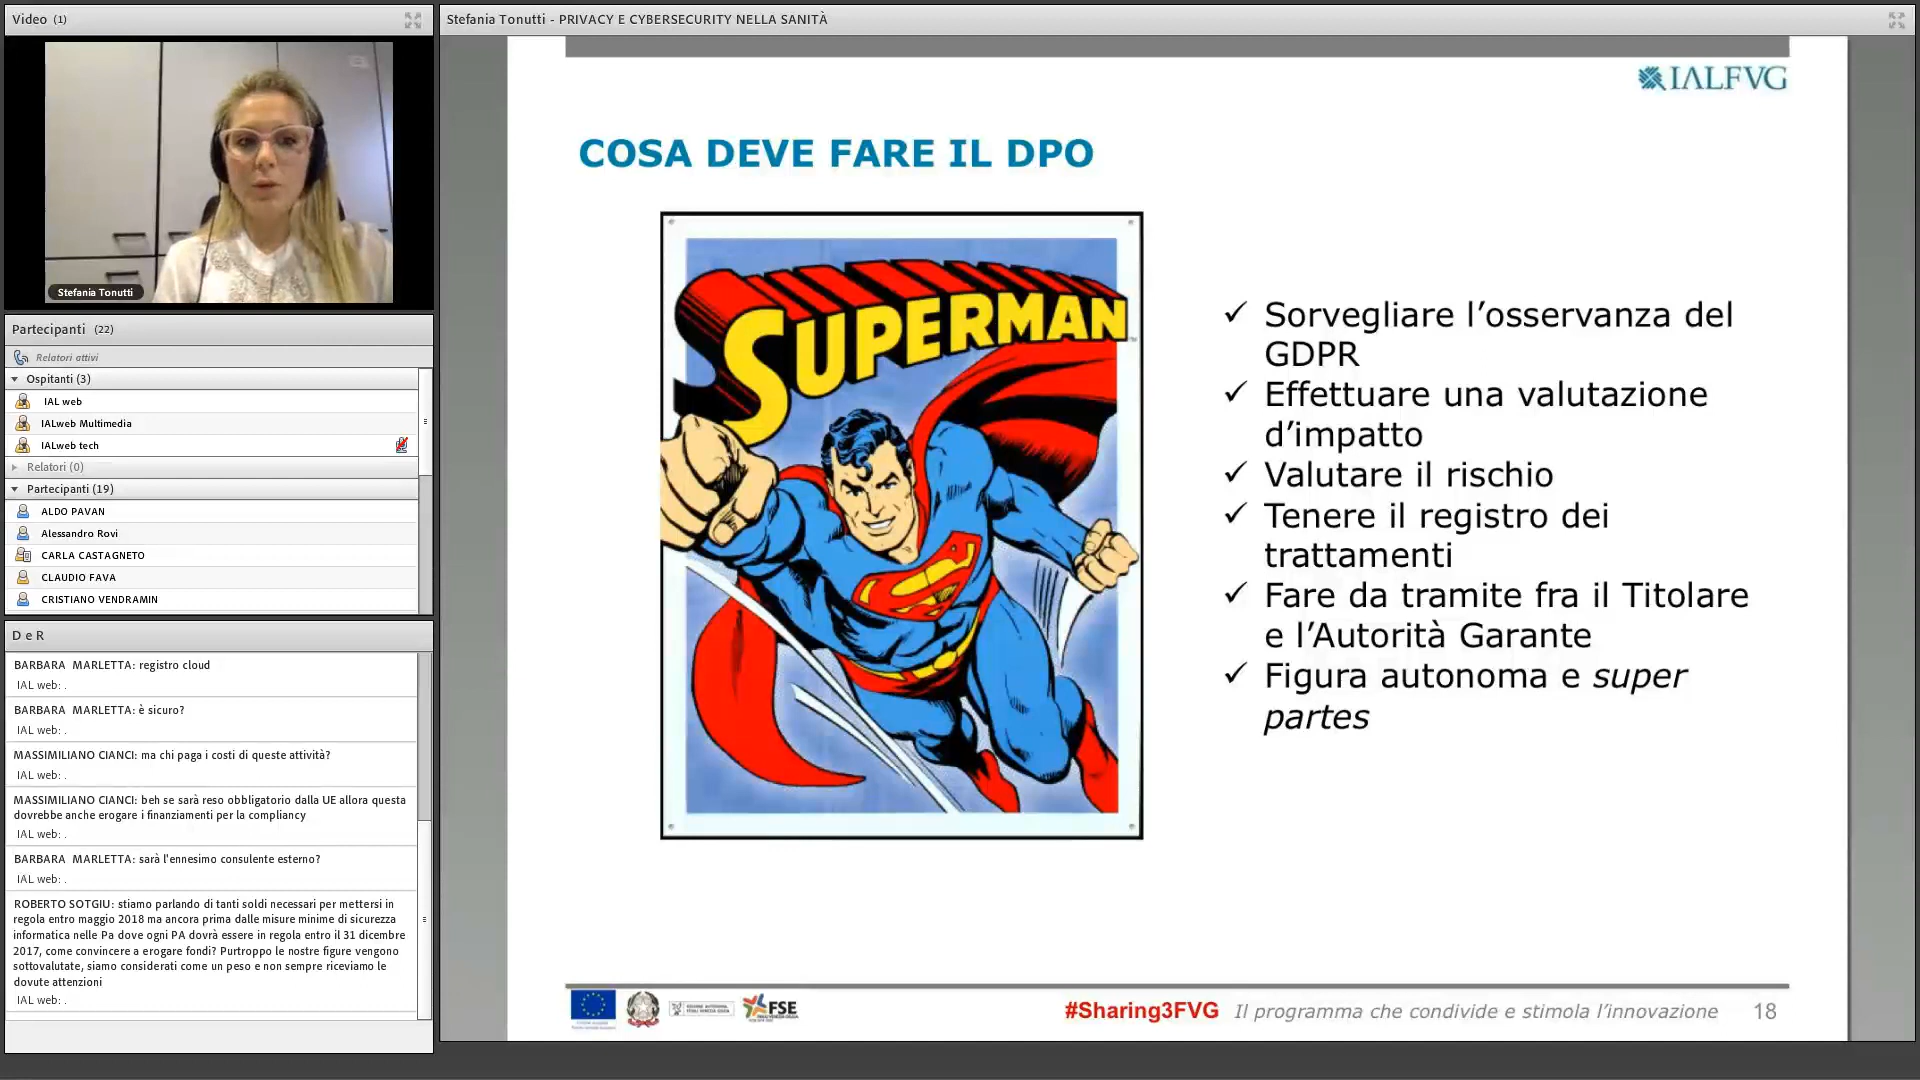 Video (1)
Stefania Tonutti
Partecipanti (22)
Relatori attivi
Ospitanti (3)
IAL web
IALweb Multimedia
IALweb tech
Relatori (0)
Partecipanti (19)
ALDO PAVAN
Alessandro Rovi
CARLA CASTAGNETO
CLAUDIO FAVA
CRISTIANO VENDRAMIN
D e R
BARBARA MARLETTA: registro cloud
IAL web: .
BARBARA MARLETTA: è sicuro?
IAL web: .
MASSIMILIANO CIANCI: ma chi paga i costi di queste attività?
IAL web: .
MASSIMILIANO CIANCI: beh se sarà reso obbligatorio dalla UE allora questa
dovrebbe anche erogare i finanziamenti per la compliancy
IAL web: .
BARBARA MARLETTA: sarà l'ennesimo consulente esterno?
IAL web: .
ROBERTO SOTGIU: stiamo parlando di tanti soldi necessari per mettersi in
regola entro maggio 2018 ma ancora prima dalle misure minime di sicurezza
informatica nelle Pa dove ogni PA dovrà essere in regola entro il 31 dicembre
2017, come convincere a erogare fondi? Purtroppo le nostre figure vengono
sottovalutate, siamo considerati come un peso e non sempre riceviamo le
dovute attenzioni
IAL web: .
Stefania Tonutti - PRIVACY E CYBERSECURITY NELLA SANITÀ
IALFVG
COSA DEVE FARE IL DPO
SUPERMAN
S
✓ Sorvegliare l’osservanza del
GDPR
✓ Effettuare una valutazione
d’impatto
✓ Valutare il rischio
✓ Tenere il registro dei
trattamenti
✓ Fare da tramite fra il Titolare
e l’Autorità Garante
✓ Figura autonoma e super
partes
FSE
#Sharing3FVG Il programma che condivide e stimola l’innovazione 18